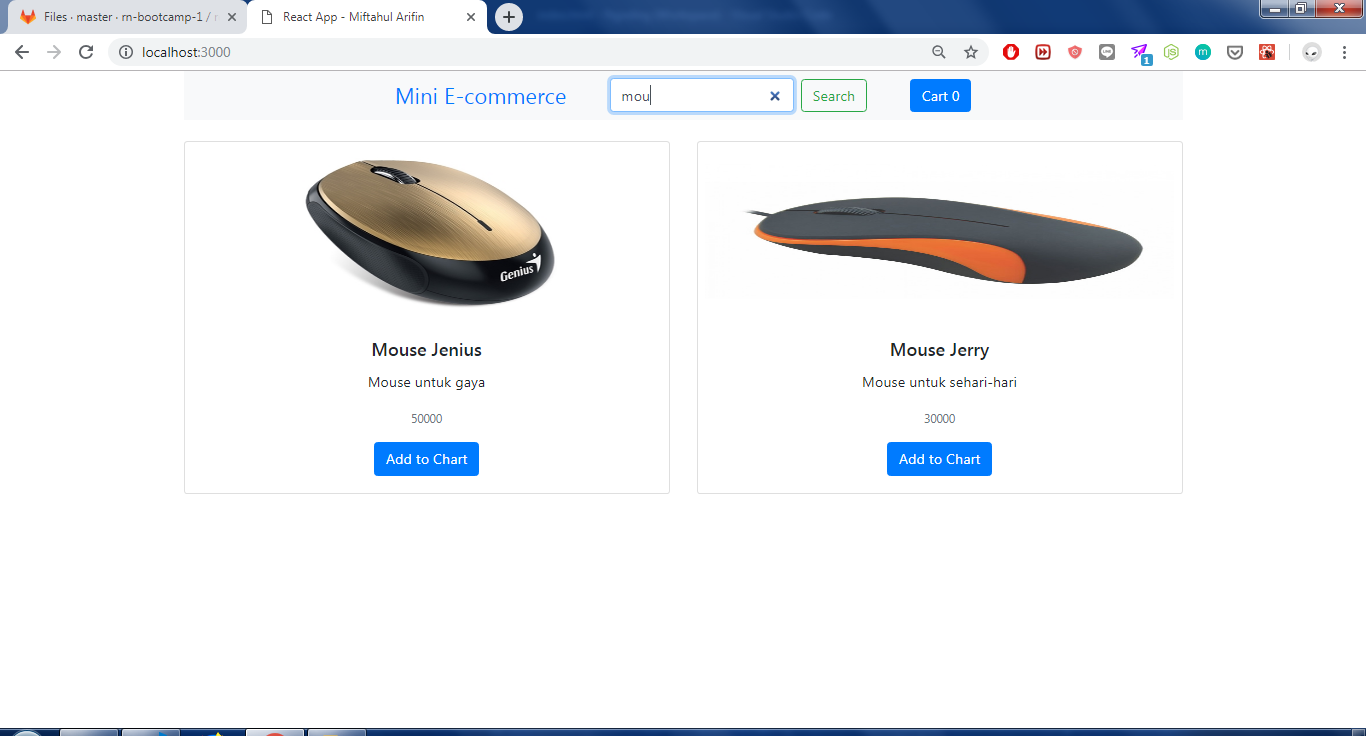 Files · master · rn-bootcamp-1 /
React App - Miftahul Arifin
localhost:3000
1
Mini E-commerce
mou
Search
Cart 0
Genius
Mouse Jenius
Mouse untuk gaya
50000
Add to Chart
Mouse Jerry
Mouse untuk sehari-hari
30000
Add to Chart